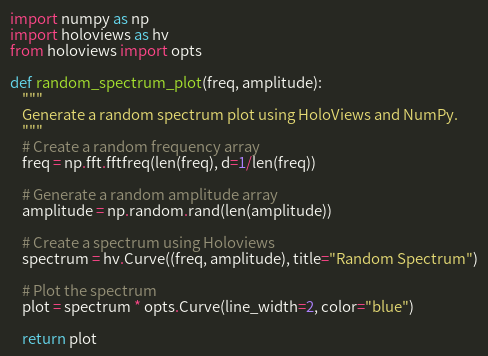 import numpy as np
import holoviews as hv
from holoviews import opts

def random_spectrum_plot(freq, amplitude):
    """
    Generate a random spectrum plot using HoloViews and NumPy.
    """
    # Create a random frequency array
    freq = np.fft.fftfreq(len(freq), d=1/len(freq))

    # Generate a random amplitude array
    amplitude = np.random.rand(len(amplitude))

    # Create a spectrum using Holoviews
    spectrum = hv.Curve((freq, amplitude), title="Random Spectrum")

    # Plot the spectrum
    plot = spectrum * opts.Curve(line_width=2, color="blue")

    return plot